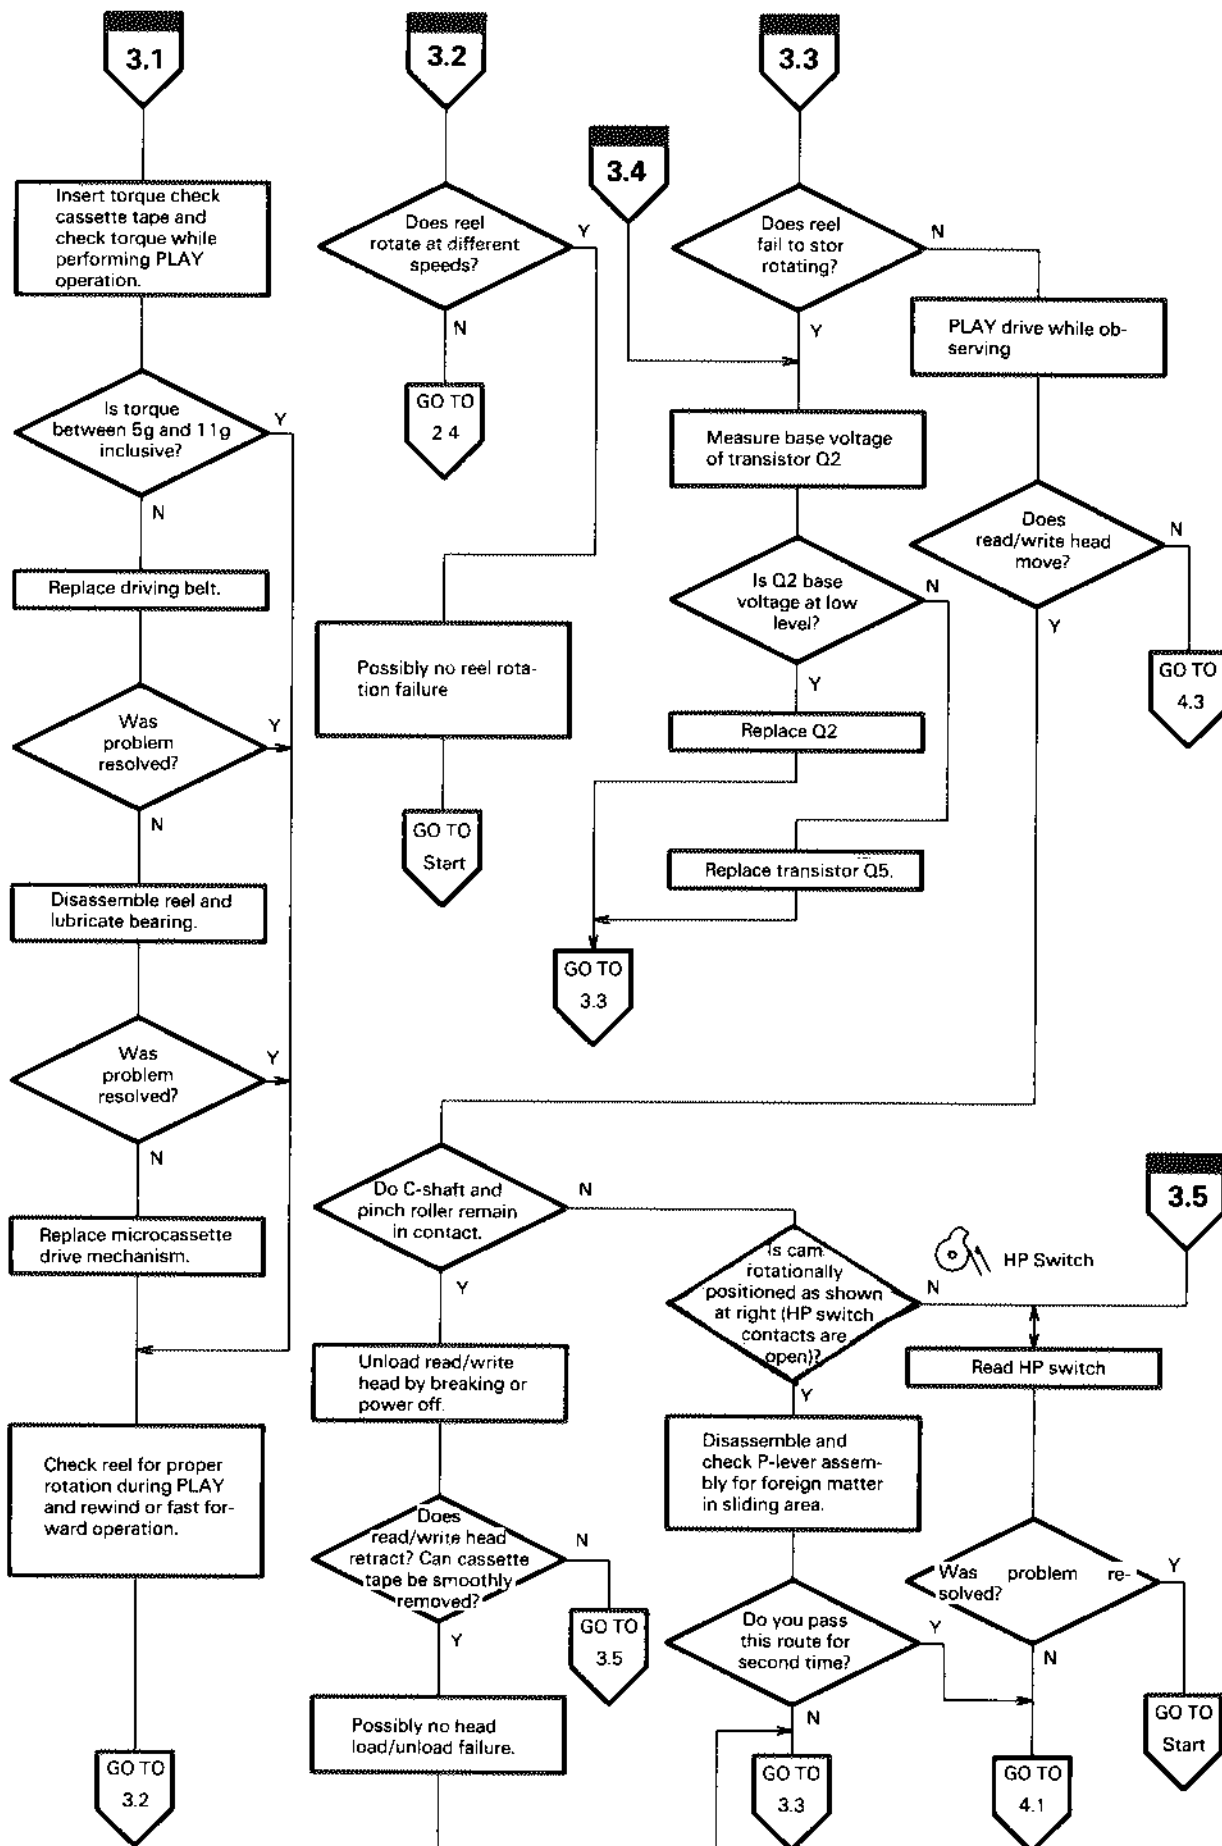 3.1
Insert torque check
cassette tape and
check torque while
performing PLAY
operation.
Is torque
between 5g and 11g
inclusive?
Y
N
Replace driving belt.
Was
problem
resolved?
Y
N
Disassemble reel and
lubricate bearing.
Was
problem
resolved?
Y
N
Replace microcassette
drive mechanism.
Check reel for proper
rotation during PLAY
and rewind or fast for-
ward operation.
GO TO
3.2
3.2
Does reel
rotate at different
speeds?
Y
N
GO TO
2 4
Possibly no reel rota-
tion failure
GO TO
Start
3.3
3.4
Does reel
fail to stor
rotating?
N
Y
PLAY drive while ob-
serving
Measure base voltage
of transistor Q2
Does
read/write head
move?
N
Y
GO TO
4.3
Is Q2 base
voltage at low
level?
N
Y
Replace Q2
Replace transistor Q5.
GO TO
3.3
Do C-shaft and
pinch roller remain
in contact.
N
Y
Unload read/write
head by breaking or
power off.
Does
read/write head
retract? Can cassette
tape be smoothly
removed?
N
Y
GO TO
3.5
Possibly no head
load/unload failure.
Is cam
rotationally
positioned as shown
at right (HP switch
contacts are
open)?
N
Y
HP Switch
3.5
Read HP switch
Disassemble and
check P-lever assem-
bly for foreign matter
in sliding area.
Do you pass
this route for
second time?
Y
N
GO TO
3.3
Was problem re-
solved?
Y
N
GO TO
4.1
GO TO
Start